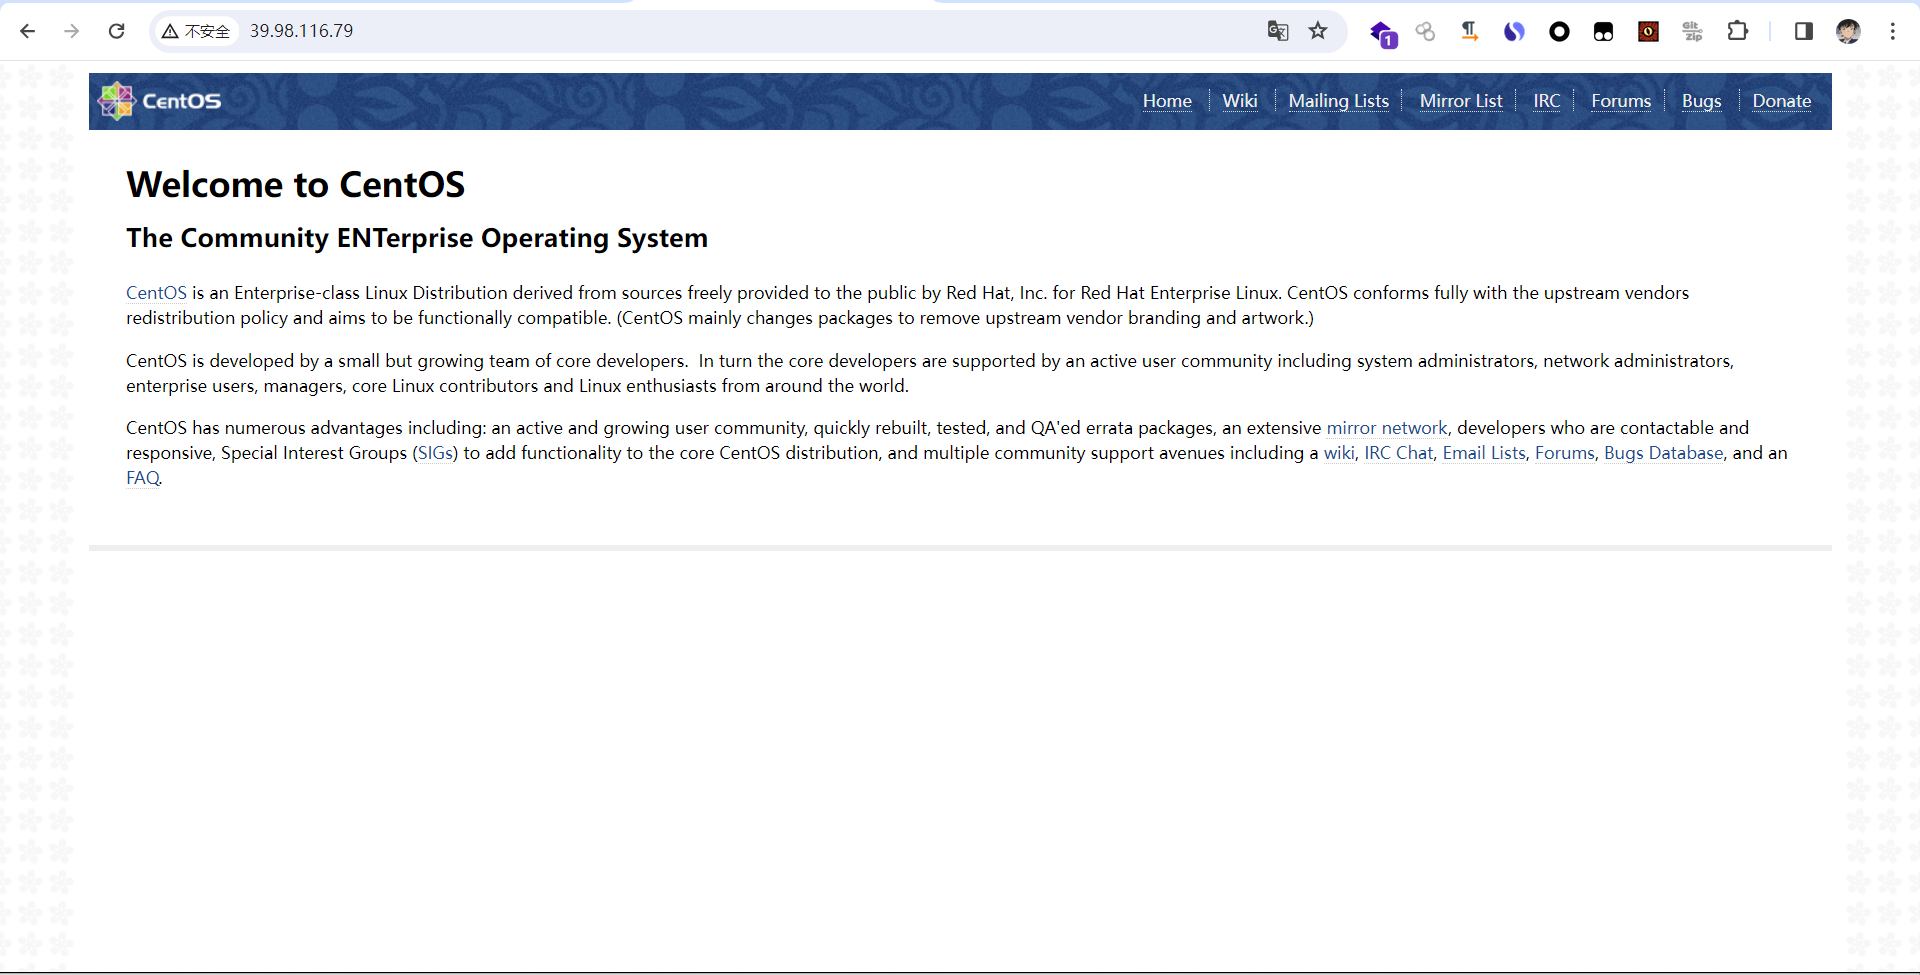 不安全 39.98.116.79
1
Git zip
CentOS
Home Wiki Mailing Lists Mirror List IRC Forums Bugs Donate
Welcome to CentOS
The Community ENTerprise Operating System
CentOS is an Enterprise-class Linux Distribution derived from sources freely provided to the public by Red Hat, Inc. for Red Hat Enterprise Linux. CentOS conforms fully with the upstream vendors
redistribution policy and aims to be functionally compatible. (CentOS mainly changes packages to remove upstream vendor branding and artwork.)
CentOS is developed by a small but growing team of core developers.  In turn the core developers are supported by an active user community including system administrators, network administrators,
enterprise users, managers, core Linux contributors and Linux enthusiasts from around the world.
CentOS has numerous advantages including: an active and growing user community, quickly rebuilt, tested, and QA'ed errata packages, an extensive mirror network, developers who are contactable and
responsive, Special Interest Groups (SIGs) to add functionality to the core CentOS distribution, and multiple community support avenues including a wiki, IRC Chat, Email Lists, Forums, Bugs Database, and an
FAQ.